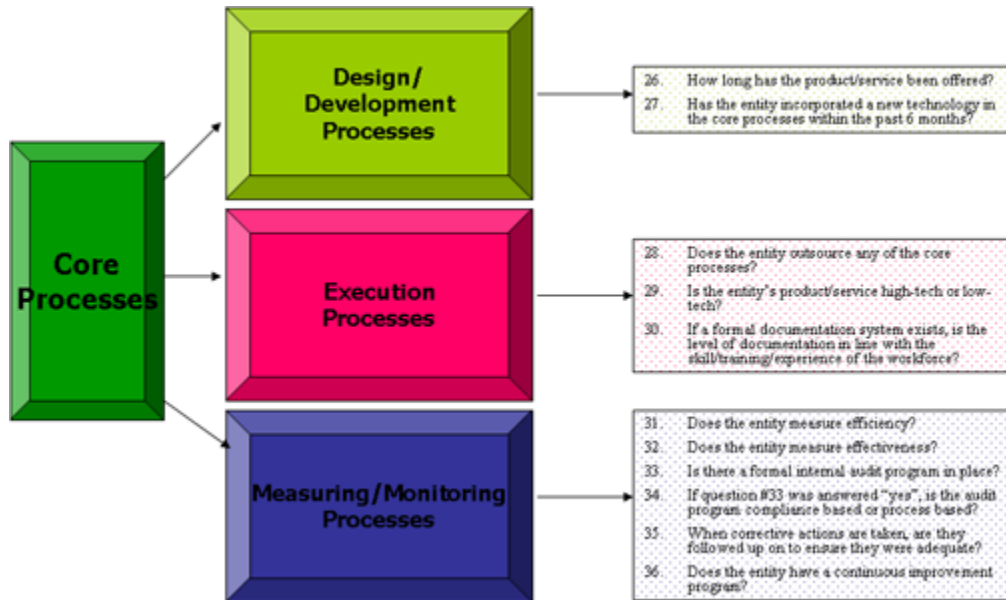 Core
Processes
Design/
Development
Processes
26. How long has the product/service been offered?
27. Has the entity incorporated a new technology in
the core processes within the past 6 months?
Execution
Processes
28. Does the entity outsource any of the core
processes?
29. Is the entity's product/service high-tech or low-
tech?
30. If a formal documentation system exists, is the
level of documentation in line with the
skill/training/experience of the workforce?
Measuring/Monitoring
Processes
31. Does the entity measure efficiency?
32. Does the entity measure effectiveness?
33. Is there a formal internal audit program in place?
34. If question #33 was answered “yes”, is the audit
program compliance based or process based?
35. When corrective actions are taken, are they
followed up on to ensure they were adequate?
36. Does the entity have a continuous improvement
program?